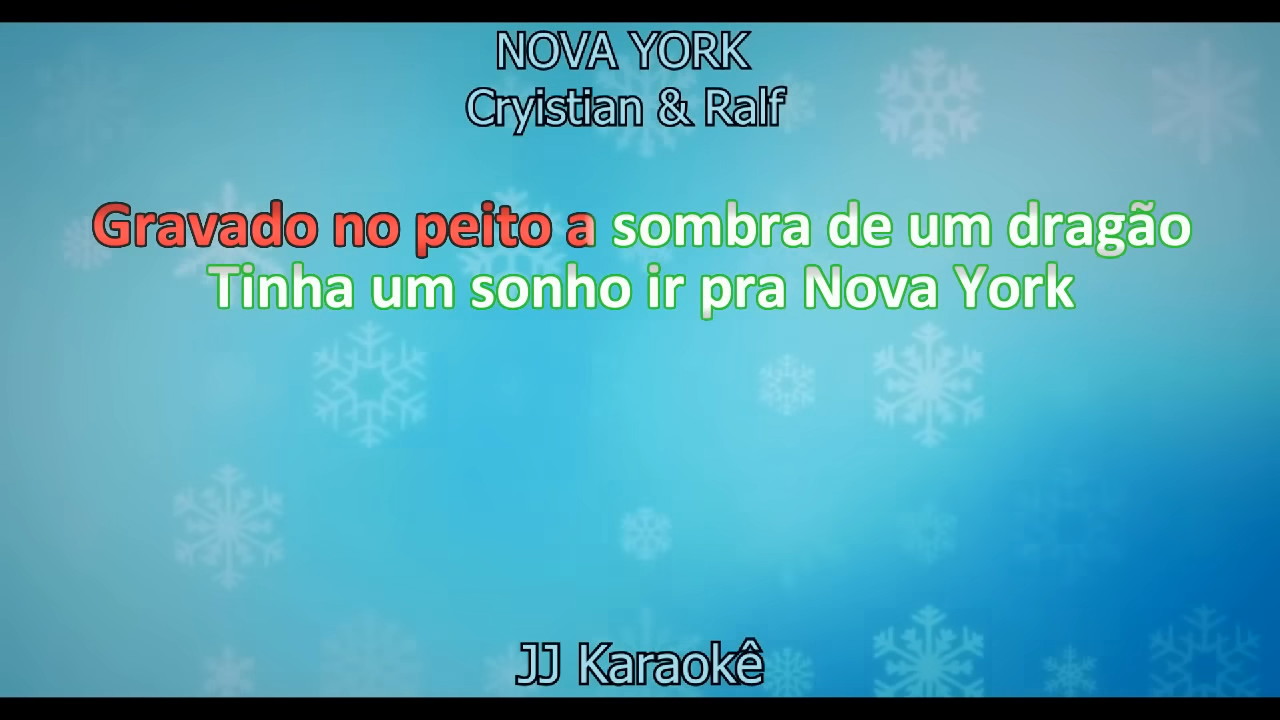 NOVA YORK
Cryistian & Ralf
Gravado no peito a sombra de um dragão
Tinha um sonho ir pra Nova York
JJ Karaokê